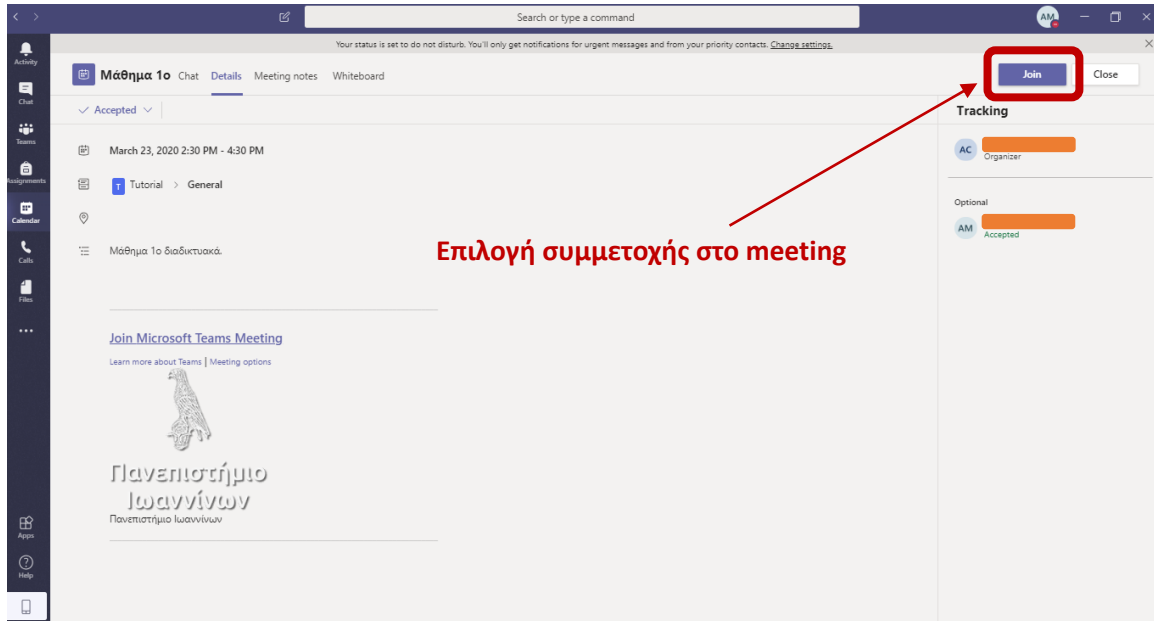 Search or type a command
AM
Your status is set to do not disturb. You'll only get notifications for urgent messages and from your priority contacts. Change settings.
Activity
Chat
Teams
Assignments
Calendar
Calls
Files
Apps
Help
Μάθημα 1ο Chat Details Meeting notes Whiteboard
Join Close
Accepted
March 23, 2020 2:30 PM - 4:30 PM
T Tutorial > General
Μάθημα 1ο διαδικτυακά.
Επιλογή συμμετοχής στο meeting
Join Microsoft Teams Meeting
Learn more about Teams | Meeting options
Πανεπιστήμιο
Ιωαννίνων
Πανεπιστήμιο Ιωαννίνων
Tracking
AC
Organizer
Optional
AM
Accepted